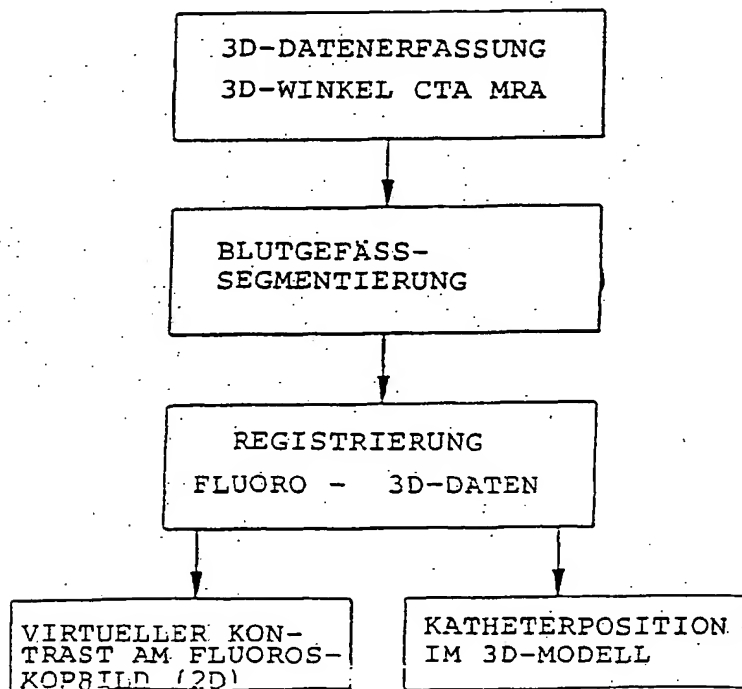 3D-DATENERFASSUNG
3D-WINKEL CTA MRA
BLUTGEFÄSS-
SEGMENTIERUNG
REGISTRIERUNG
FLUORO - 3D-DATEN
VIRTUELLER KON-
TRAST AM FLUOROS-
KOPBILD (2D)
KATHETERPOSITION
IM 3D-MODELL